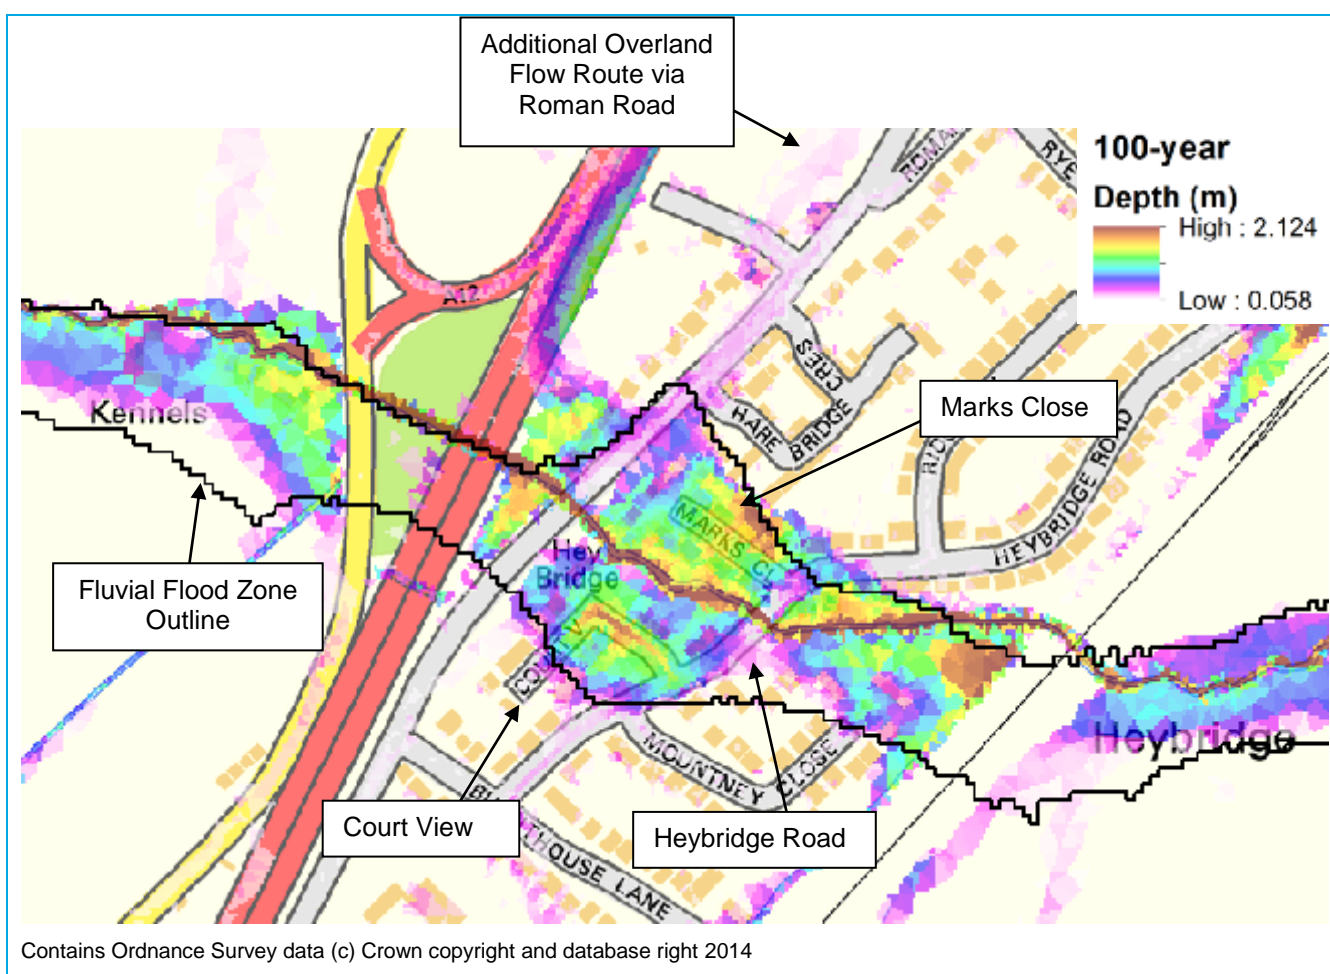 Additional Overland
Flow Route via
Roman Road
100-year
Depth (m)
High : 2.124
Low : 0.058
RYE
A12
CRES
HARE BRIDGE
Marks Close
Kennels
MARKS CL
HEYBRIDGE ROAD
Hey
Bridge
Fluvial Flood Zone
Outline
Heybridge
MOUNTNEY CLOSE
Court View
Heybridge Road
HOUSE LANE
Contains Ordnance Survey data (c) Crown copyright and database right 2014